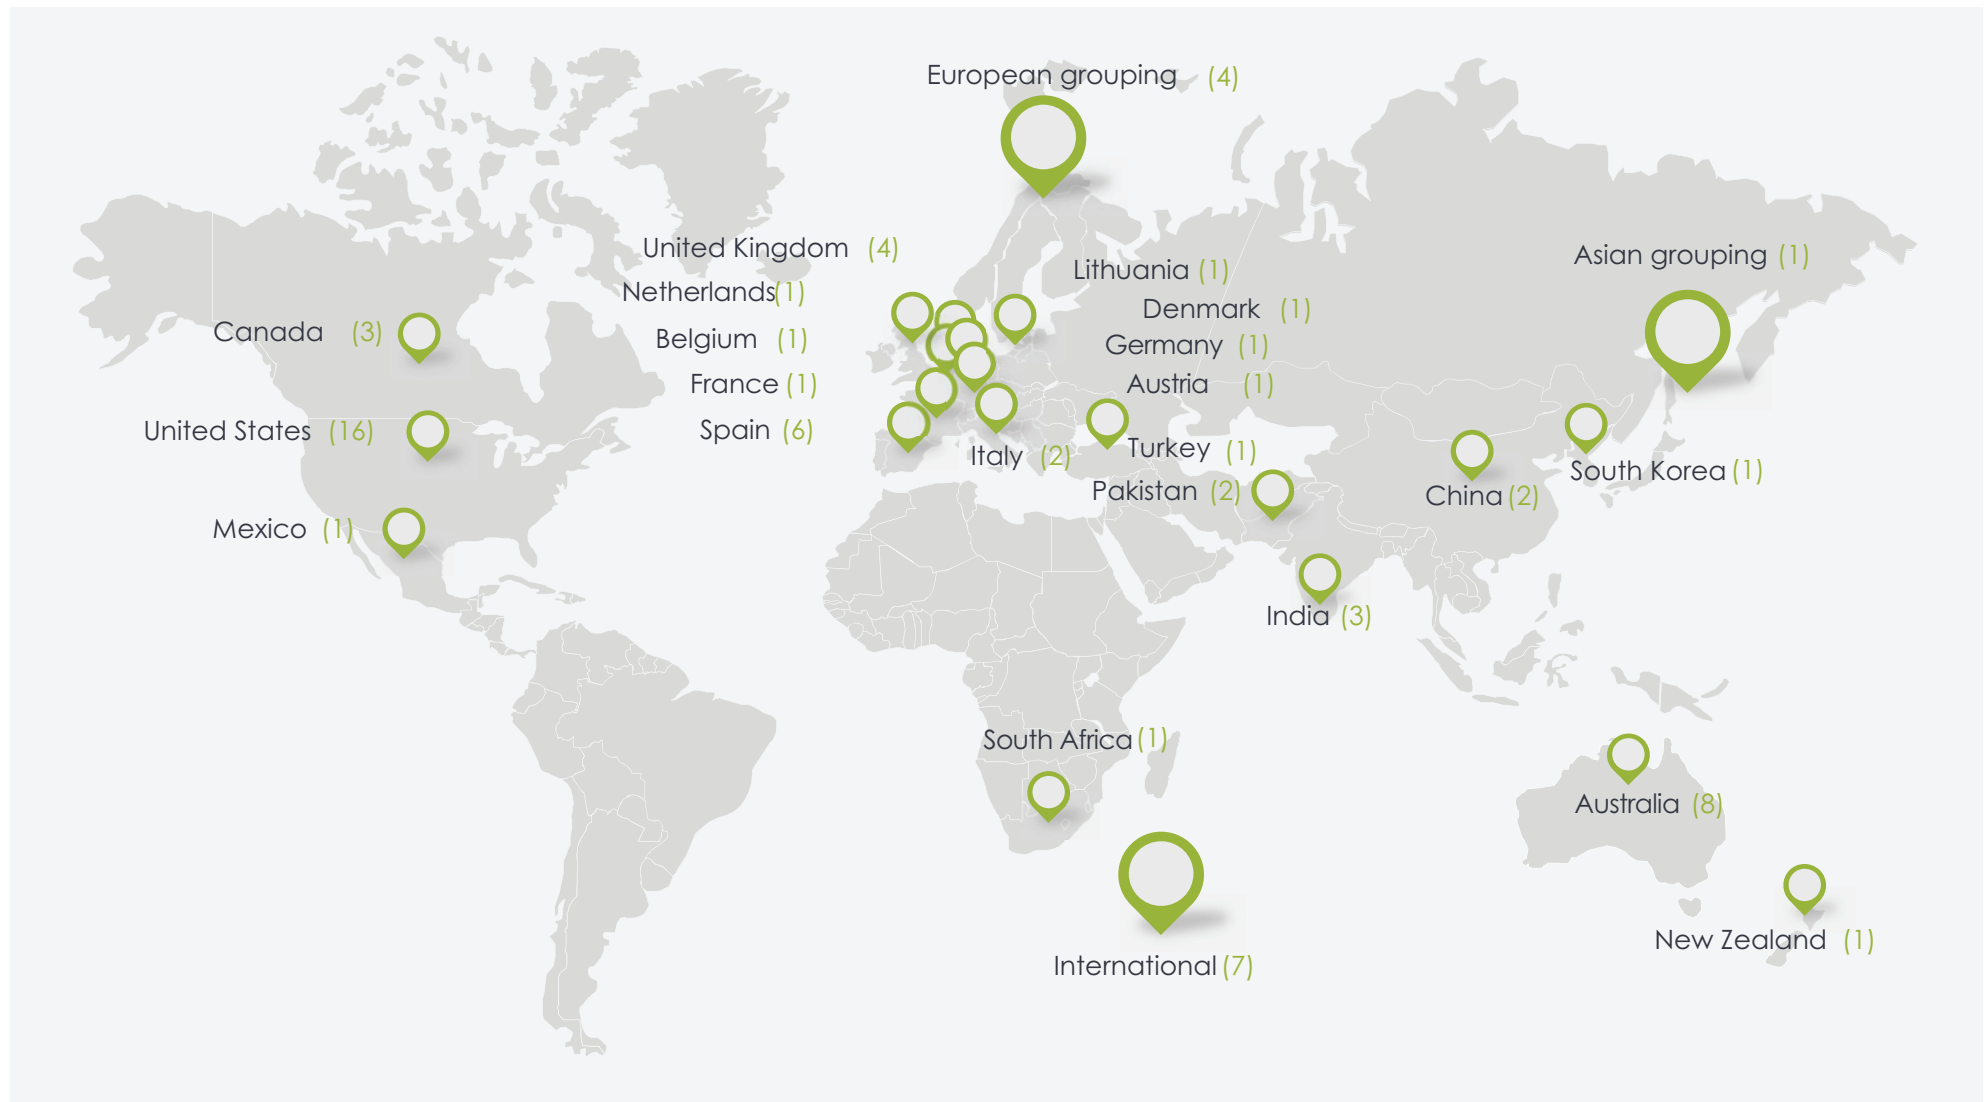 European grouping (4)
United Kingdom (4)
Lithuania (1)
Asian grouping (1)
Netherlands (1)
Denmark (1)
Canada (3)
Belgium (1)
Germany (1)
France (1)
Austria (1)
United States (16)
Spain (6)
Italy (2)
Turkey (1)
South Korea (1)
Pakistan (2)
China (2)
Mexico (1)
India (3)
South Africa (1)
Australia (8)
New Zealand (1)
International (7)